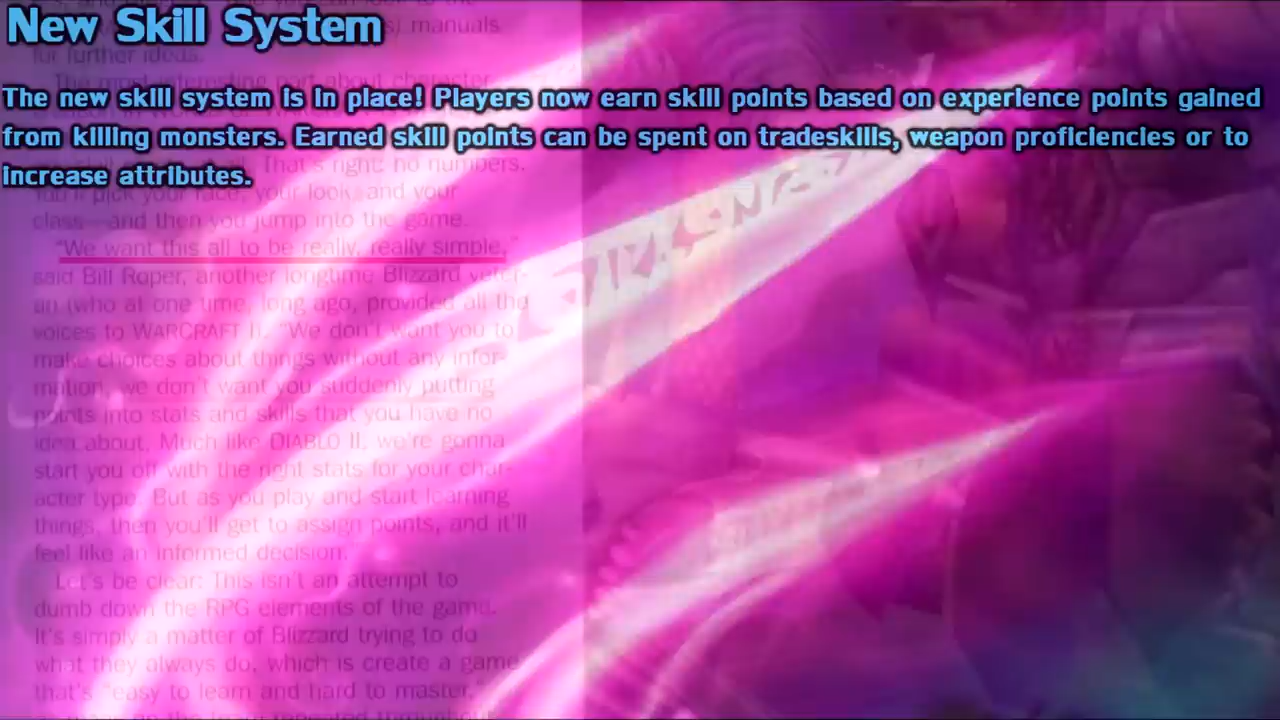 New Skill System
manuals
for further ideas.
The most interesting part about character
The new skill system is in place! Players now earn skill points based on experience points gained
from killing monsters. Earned skill points can be spent on tradeskills, weapon proficiencies or to
increase attributes.
That's right: no numbers.
You'll pick your race, your look, and your
class—and then you jump into the game.
"We want this all to be really, really simple,"
said Bill Roper, another longtime Blizzard veter-
an (who at one time, long ago, provided all the
voices to WARCRAFT II. "We don't want you to
make choices about things without any infor-
mation, we don't want you suddenly putting
points into stats and skills that you have no
idea about. Much like DIABLO II, we're gonna
start you off with the right stats for your char-
acter type. But as you play and start learning
things, then you'll get to assign points, and it'll
feel like an informed decision."
Let's be clear: This isn't an attempt to
dumb down the RPG elements of the game.
It's simply a matter of Blizzard trying to do
what they always do, which is create a game
that's "easy to learn and hard to master,"